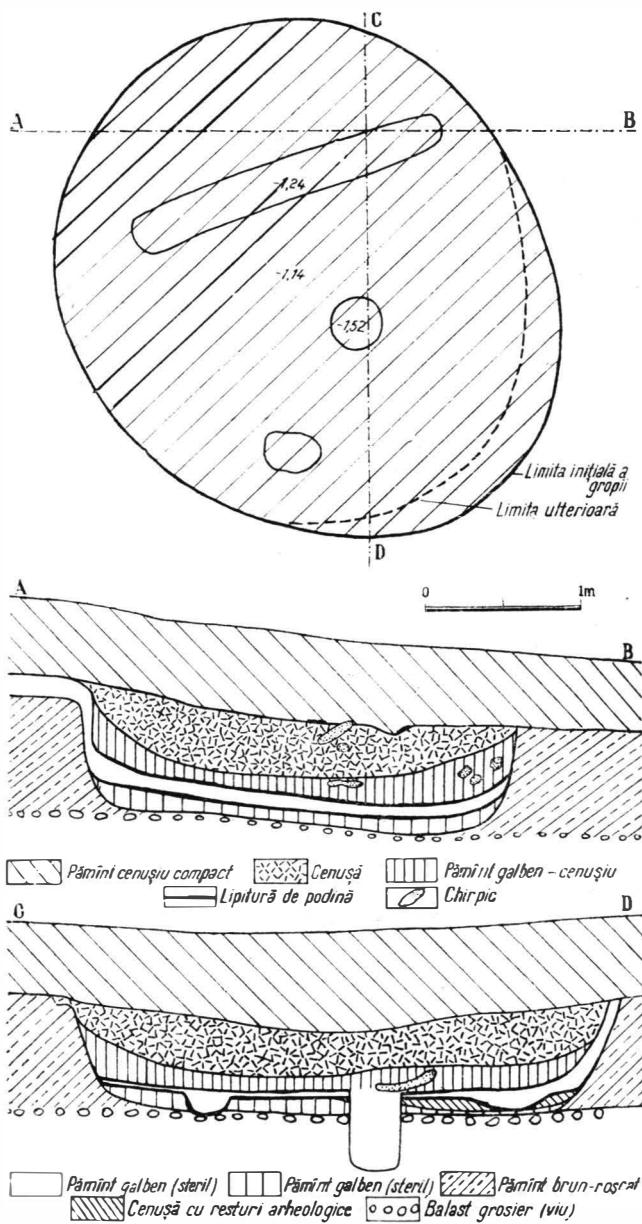 C
A B
-1,24
-1,14
-1,52
Limita inițială a
gropii
Limita ulterioară
D
A 0 1m
B
Pămînt cenușiu compact Cenușă Pămînt galben - cenușiu
Lipitură de podină Chirpic
C D
Pămînt galben (steril) Pămînt galben (steril) Pămînt brun-roșcat
Cenușă cu resturi arheologice Balast grosier (viu)